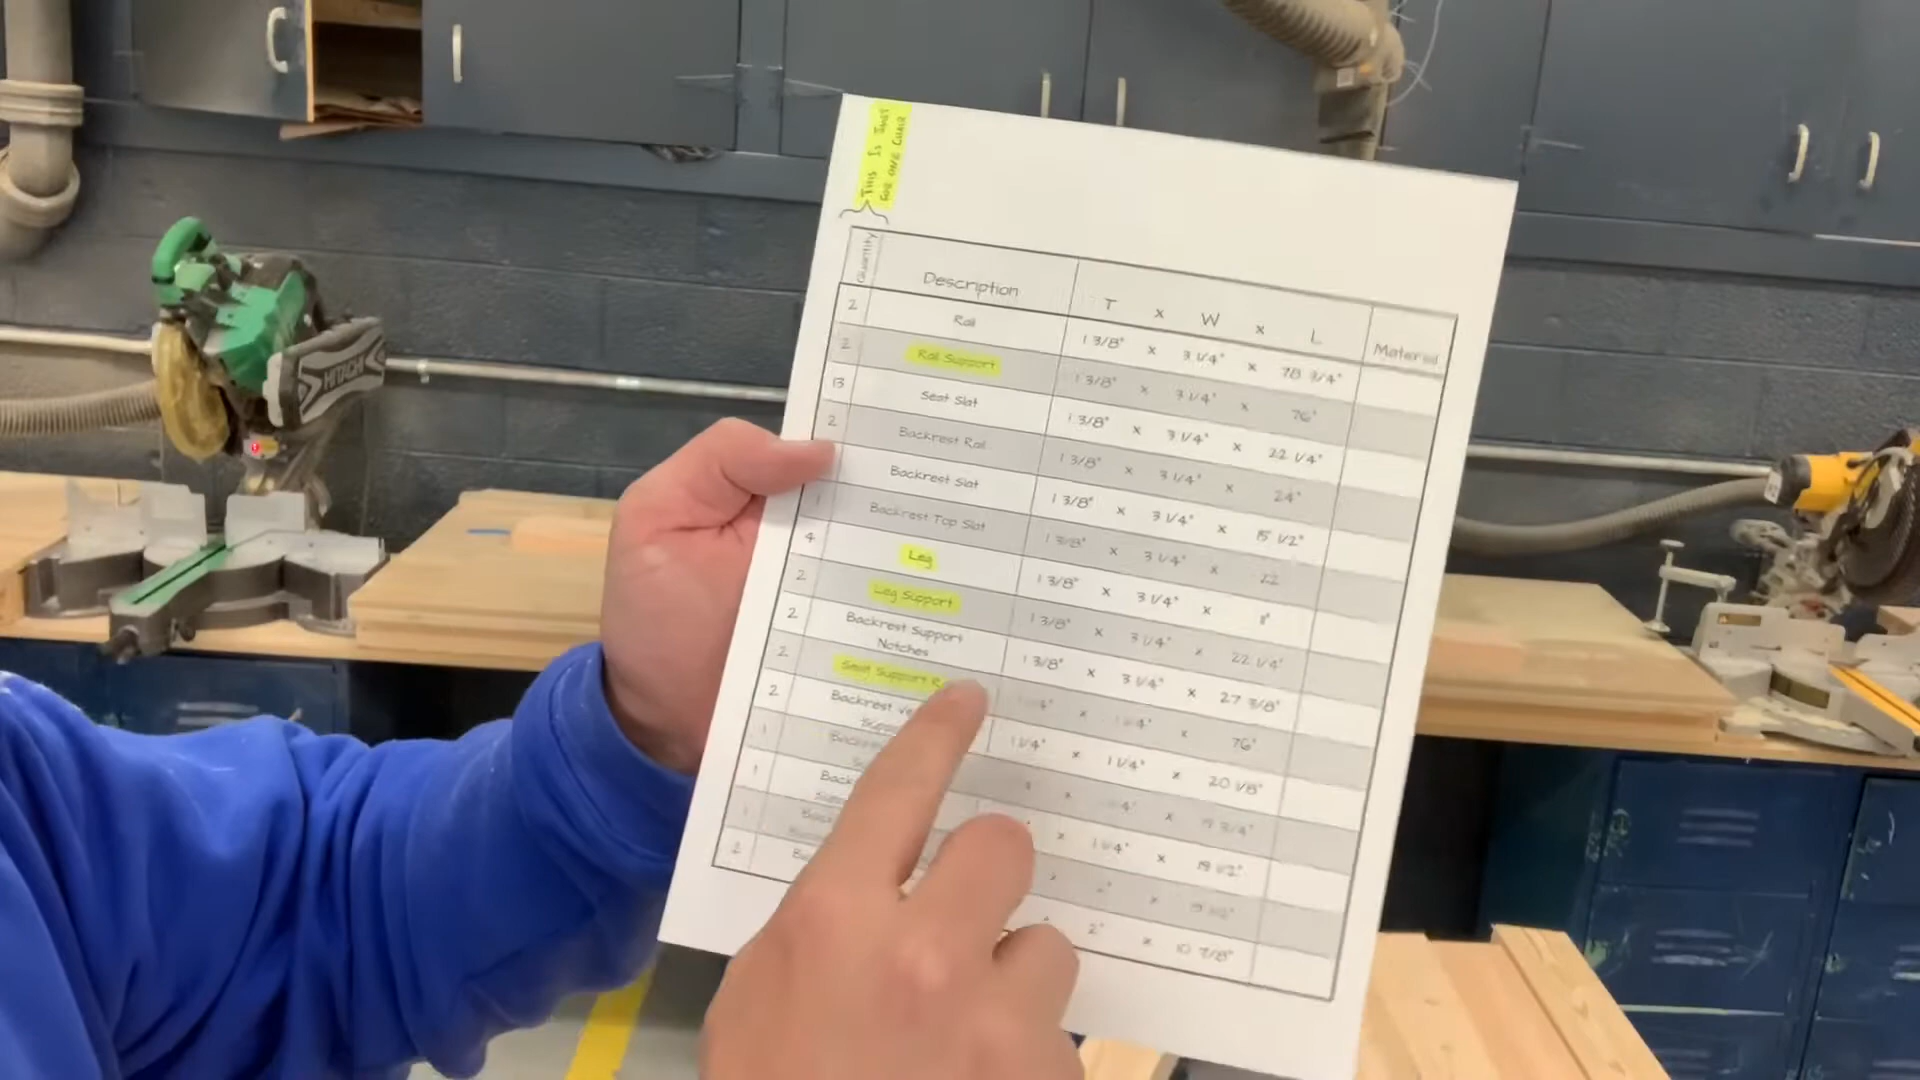 THIS IS JUST
FOR ONE CHAIR
Quantity Description T x W x L Material
2 Rail 1 3/8" x 3 1/4" x 78 3/4"
2 Rail Support 1 3/8" x 3 1/4" x 76"
13 Seat Slat 1 3/8" x 3 1/4" x 22 1/4"
2 Backrest Rail 1 3/8" x 3 1/4" x 24"
Backrest Slat 1 3/8" x 3 1/4" x 15 1/2"
1 Backrest Top Slat 1 3/8" x 3 1/4" x 22
4 Leg 1 3/8" x 3 1/4" x
2 Leg Support 1 3/8" x 3 1/4" x 22 1/4"
2 Backrest Support
Notches 1 3/8" x 3 1/4" x 27 3/8"
2 Seat Support x x 76"
2 Backrest
1 1/4" x 1 1/4" x 20 1/8"
1 x x 19 3/4"
1 x 1 1/4" x 19 1/2"
1 x 2" x
2 2" x 10 7/8"
HITACHI